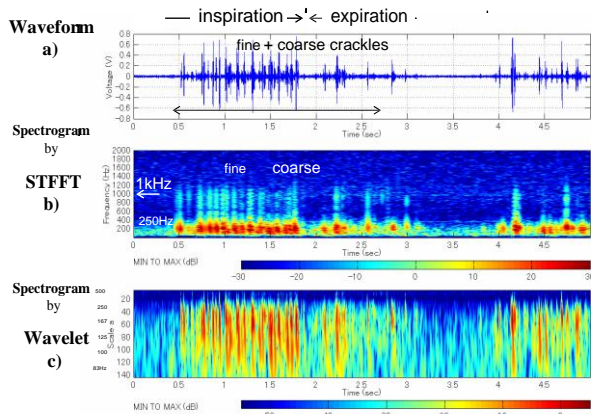 inspiration expiration
Waveform
a)
fine + coarse crackles
Voltage (V)
0.8
0.6
0.4
0.2
0
-0.2
-0.4
-0.6
-0.8
0 0.5 1 1.5 2 2.5 3 3.5 4 4.5
Time (sec)
Spectrogram
by
STFFT
b)
fine coarse
1kHz
250Hz
Frequency (Hz)
2000
1800
1600
1400
1200
1000
800
600
400
200
0 0.5 1 1.5 2 2.5 3 3.5 4 4.5
Time (sec)
MIN TO MAX (dB)
-30 -20 -10 0 10 20 30
Spectrogram
by
Wavelet
c)
500
250
167
125
100
83Hz
Scale a
20
40
60
80
100
120
140
0 0.5 1 1.5 2 2.5 3 3.5 4 4.5
Time (sec)
MIN TO MAX (dB)